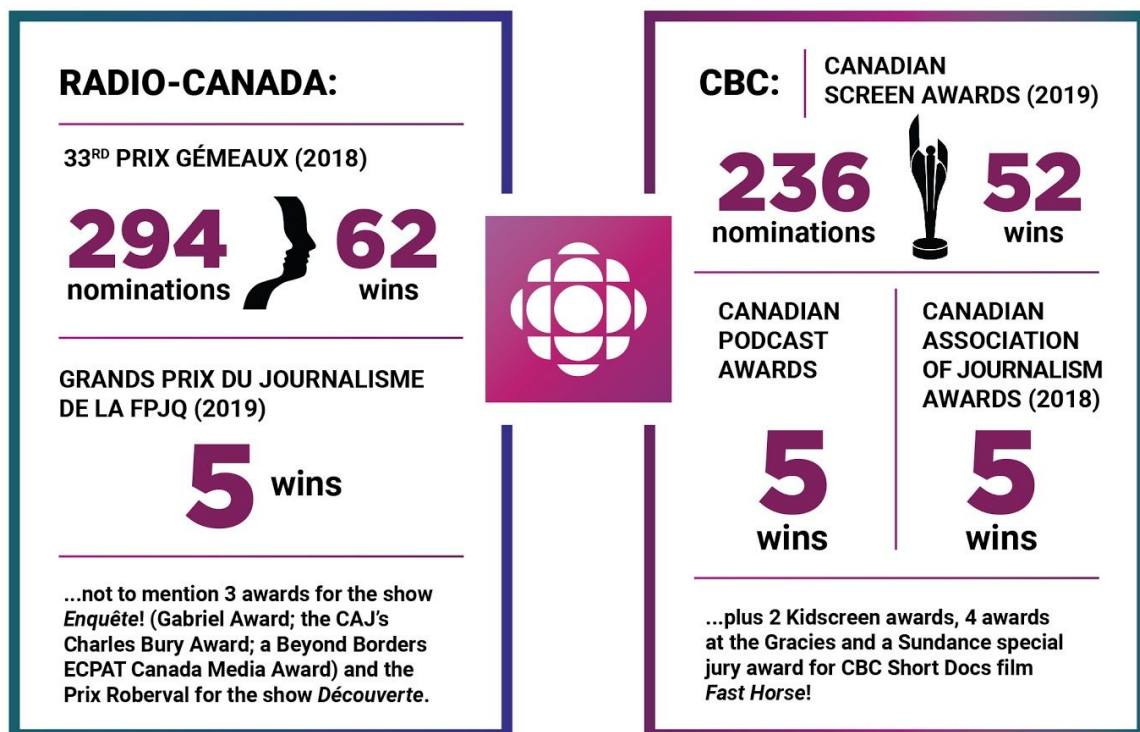 RADIO-CANADA:
33RD PRIX GÉMEAUX (2018)
294 62
nominations wins
GRANDS PRIX DU JOURNALISME
DE LA FPJQ (2019)
5 wins
...not to mention 3 awards for the show
Enquête! (Gabriel Award; the CAJ’s
Charles Bury Award; a Beyond Borders
ECPAT Canada Media Award) and the
Prix Roberval for the show Découverte.
CBC:
CANADIAN
SCREEN AWARDS (2019)
236 52
nominations wins
CANADIAN
PODCAST
AWARDS
5
wins
CANADIAN
ASSOCIATION
OF JOURNALISM
AWARDS (2018)
5
wins
...plus 2 Kidscreen awards, 4 awards
at the Gracies and a Sundance special
jury award for CBC Short Docs film
Fast Horse!